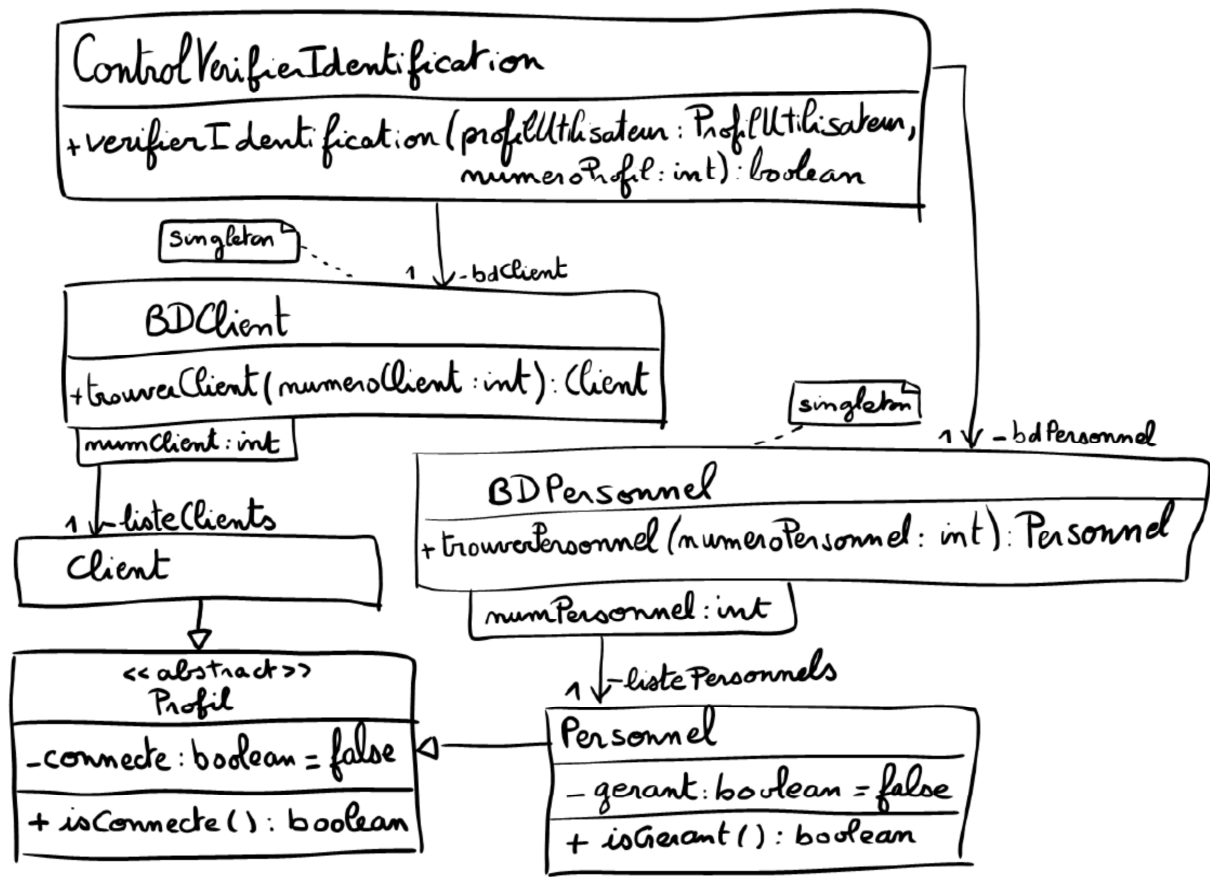 ControlVerifierIdentification
+verifierIdentification(profilUtilisateur: ProfilUtilisateur,
numeroProfil: int): boolean
singleton
1
-bdClient
BDClient
+trouverClient(numeroClient: int): Client
numClient: int
singleton
1
-bdPersonnel
BDPersonnel
+trouverPersonnel(numeroPersonnel: int): Personnel
1
-listeClients
Client
numPersonnel: int
<<abstract>>
Profil
1
-listePersonnels
-connecte: boolean = false
+ isConnecte(): boolean
Personnel
- gerant: boolean = false
+ isGerant(): boolean